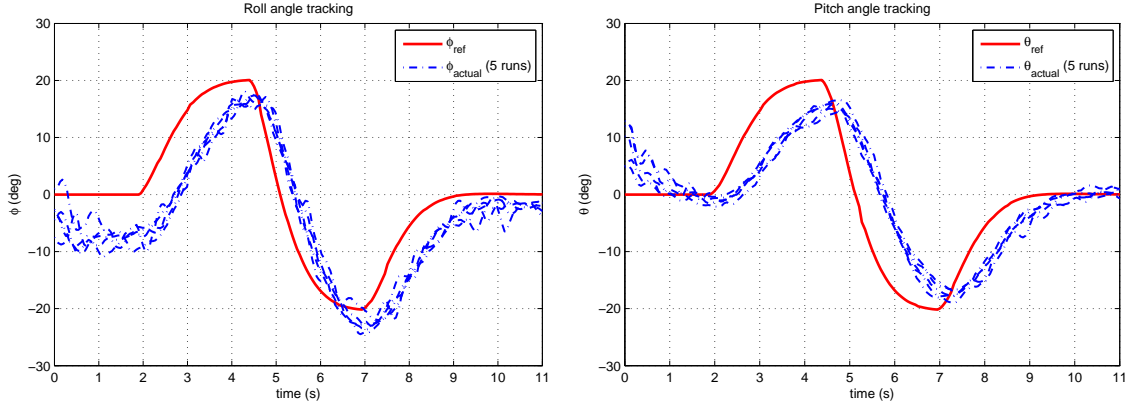 Roll angle tracking
30
20
10
0
−10
−20
−30
ϕ (deg)
ϕref
ϕactual (5 runs)
0 1 2 3 4 5 6 7 8 9 10 11
time (s)
Pitch angle tracking
30
20
10
0
−10
−20
−30
θ (deg)
θref
θactual (5 runs)
0 1 2 3 4 5 6 7 8 9 10 11
time (s)